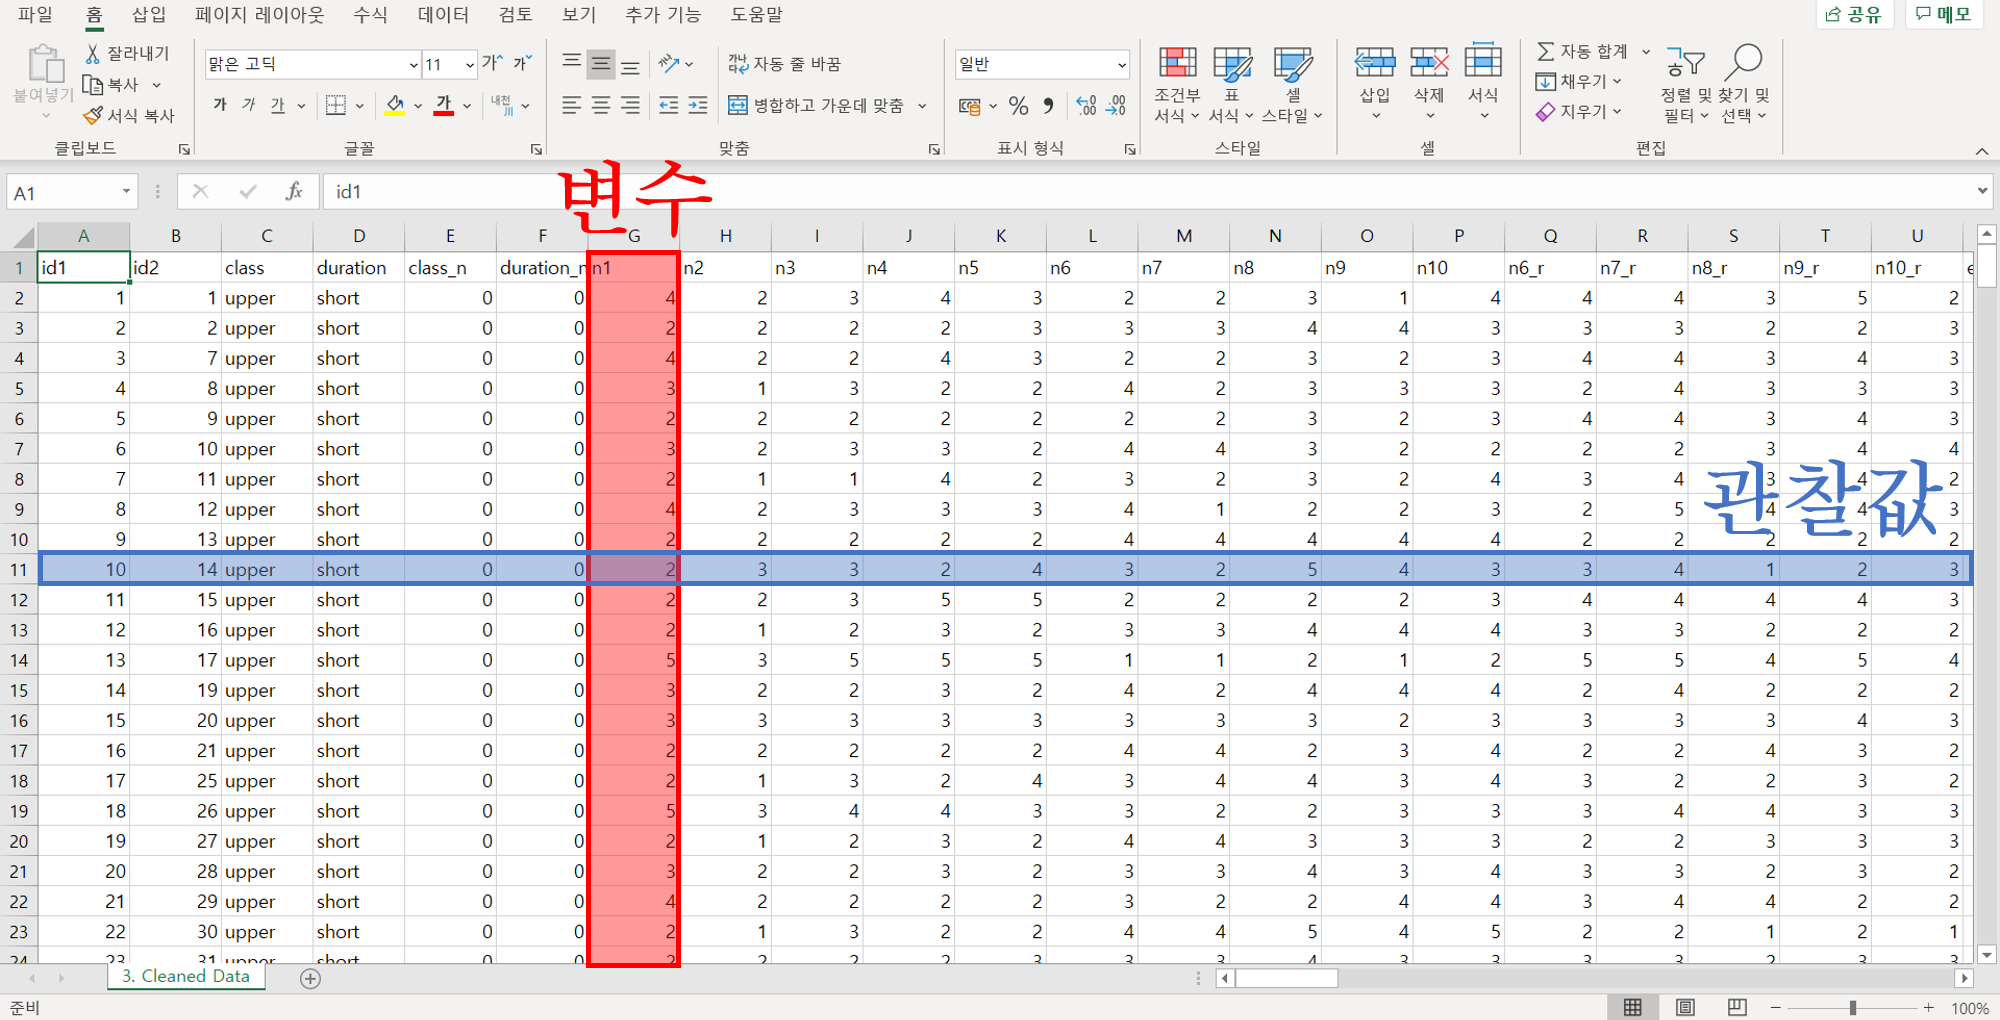 파일 홈 삽입 페이지 레이아웃 수식 데이터 검토 보기 추가 기능 도움말 공유 메모
붙여넣기 잘라내기 복사 서식 복사 클립보드
맑은 고딕 11 가 가 가 가 가 가 내천 글꼴
가나다 자동 줄 바꿈 병합하고 가운데 맞춤 맞춤
일반 % 표시 형식
조건부 서식 표 서식 셀 스타일 스타일
삽입 삭제 서식 셀
자동 합계 채우기 지우기 정렬 및 필터 찾기 및 선택 편집
A1 fx id1
변수
A B C D E F G H I J K L M N O P Q R S T U
1 id1 id2 class duration class_n duration_n n1 n2 n3 n4 n5 n6 n7 n8 n9 n10 n6_r n7_r n8_r n9_r n10_r e
2 1 1 upper short 0 0 4 2 3 4 3 2 2 3 1 4 4 4 3 5 2
3 2 2 upper short 0 0 2 2 2 2 3 3 3 4 4 3 3 3 2 2 3
4 3 7 upper short 0 0 4 2 2 4 3 2 2 3 2 3 4 4 3 4 3
5 4 8 upper short 0 0 3 1 3 2 2 4 2 3 3 3 2 4 3 3 3
6 5 9 upper short 0 0 2 2 2 2 2 2 2 3 2 3 4 4 3 4 3
7 6 10 upper short 0 0 3 2 3 3 2 4 4 3 2 2 2 2 3 4 4
8 7 11 upper short 0 0 2 1 1 4 2 3 2 3 2 4 3 4 3 4 2
관찰값
9 8 12 upper short 0 0 4 2 3 3 3 4 1 2 2 3 2 5 4 4 3
10 9 13 upper short 0 0 2 2 2 2 2 4 4 4 4 4 2 2 2 2 2
11 10 14 upper short 0 0 2 3 3 2 4 3 2 5 4 3 3 4 1 2 3
12 11 15 upper short 0 0 2 2 3 5 5 2 2 2 2 3 4 4 4 4 3
13 12 16 upper short 0 0 2 1 2 3 2 3 3 4 4 4 3 3 2 2 2
14 13 17 upper short 0 0 5 3 5 5 5 1 1 2 1 2 5 5 4 5 4
15 14 19 upper short 0 0 3 2 2 3 2 4 2 4 4 4 2 4 2 2 2
16 15 20 upper short 0 0 3 3 3 3 3 3 3 3 2 3 3 3 3 4 3
17 16 21 upper short 0 0 2 2 2 2 2 4 4 2 3 4 2 2 4 3 2
18 17 25 upper short 0 0 2 1 3 2 4 3 4 4 3 4 3 2 2 3 2
19 18 26 upper short 0 0 5 3 4 4 3 3 2 2 3 3 3 4 4 3 3
20 19 27 upper short 0 0 2 1 2 3 2 4 4 3 3 3 2 2 3 3 3
21 20 28 upper short 0 0 3 2 2 3 2 3 3 4 3 4 3 3 2 3 2
22 21 29 upper short 0 0 4 2 2 2 2 3 2 2 4 4 3 4 4 2 2
23 22 30 upper short 0 0 2 1 3 2 2 4 4 5 4 5 2 2 1 2 1
24 23 31 upper short 0 0 2 2 2 2 3 3 3 4 3 3 3 3 2 3 3
3. Cleaned Data
준비 100%